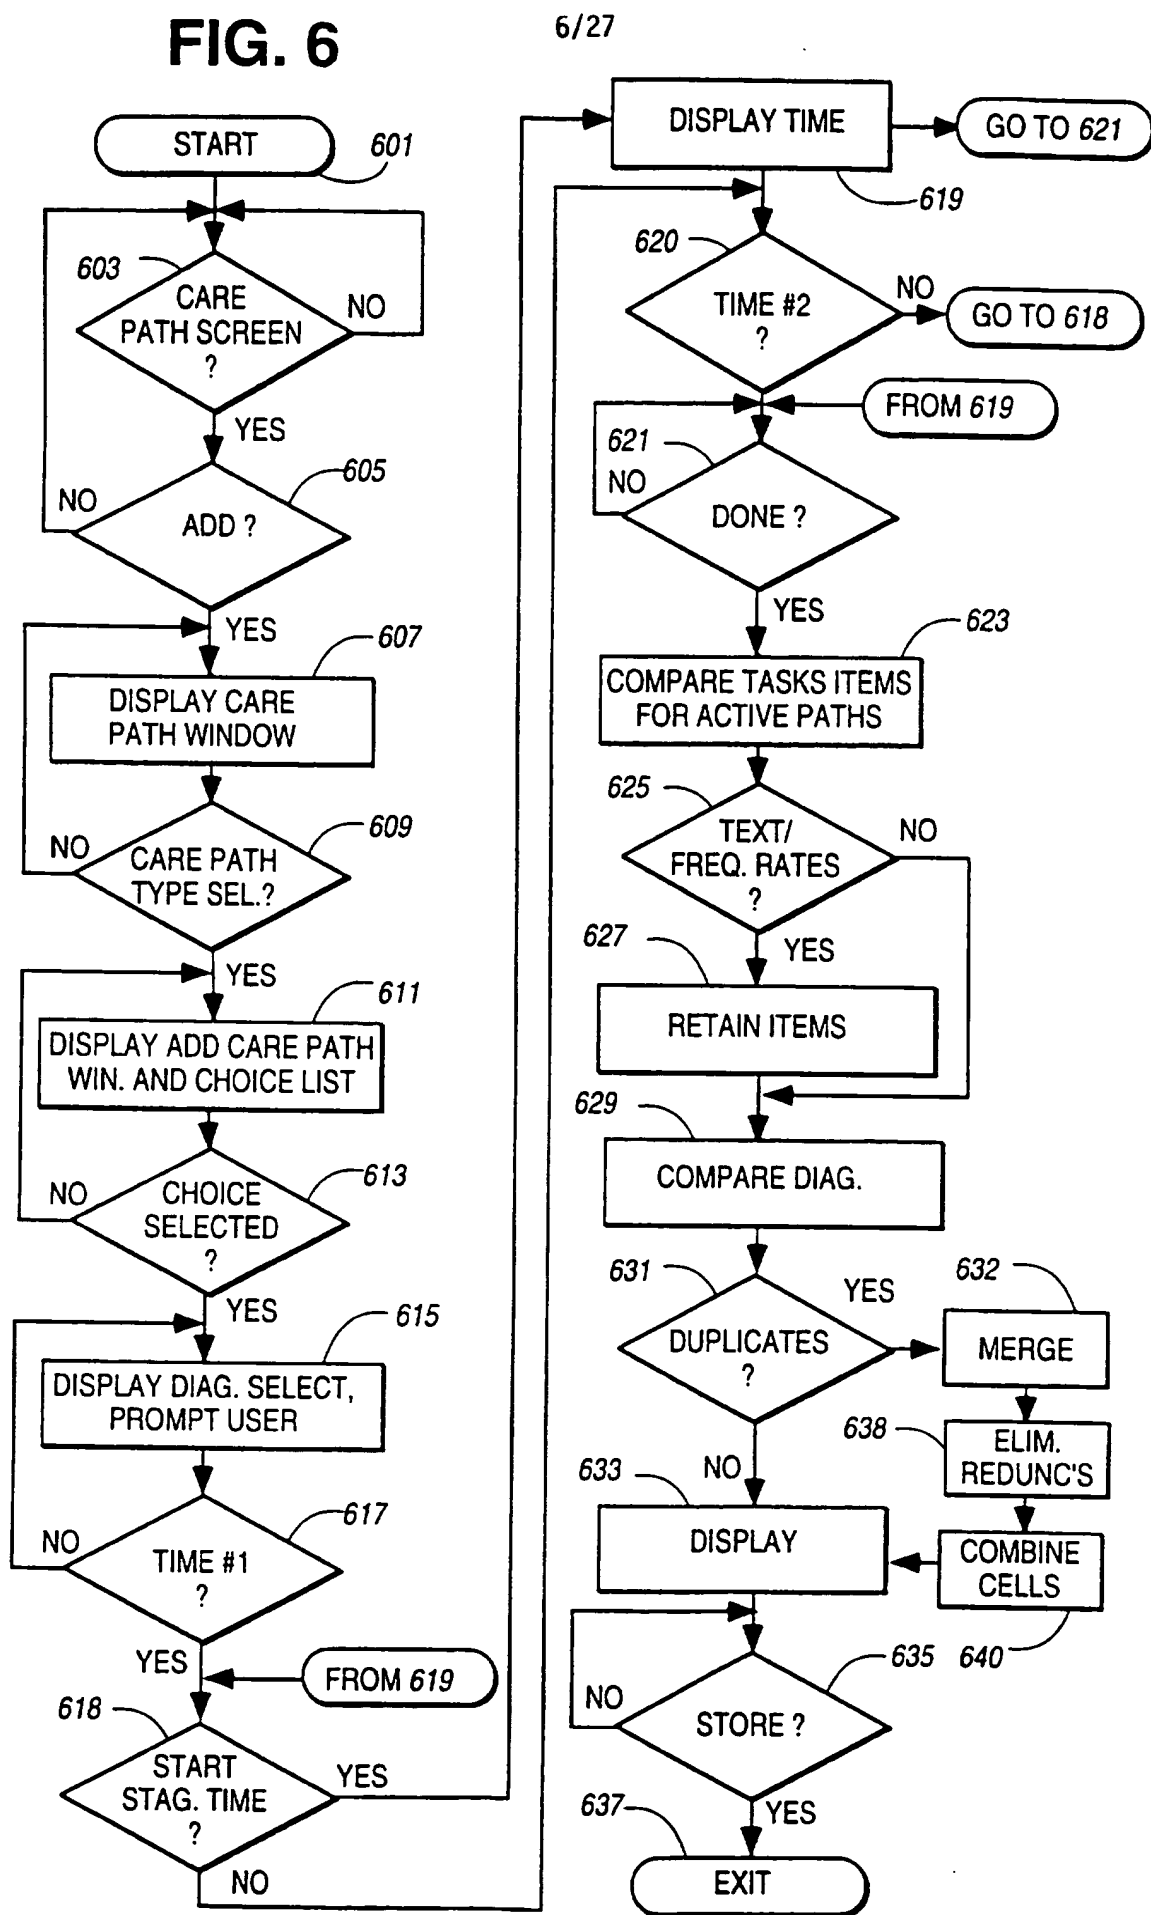 FIG. 6
6/27
START
601
603
CARE
PATH SCREEN
?
NO
YES
605
NO
ADD ?
YES
607
DISPLAY CARE
PATH WINDOW
609
NO
CARE PATH
TYPE SEL.?
YES
611
DISPLAY ADD CARE PATH
WIN. AND CHOICE LIST
613
NO
CHOICE
SELECTED
?
YES
615
DISPLAY DIAG. SELECT,
PROMPT USER
617
NO
TIME #1
?
YES
FROM 619
618
START
STAG. TIME
?
YES
NO
DISPLAY TIME
GO TO 621
619
620
TIME #2
?
NO
GO TO 618
FROM 619
621
NO
DONE ?
YES
623
COMPARE TASKS ITEMS
FOR ACTIVE PATHS
625
TEXT/
FREQ. RATES
?
NO
627
YES
RETAIN ITEMS
629
COMPARE DIAG.
631
YES
632
DUPLICATES
?
MERGE
638
ELIM.
REDUNC'S
NO
633
DISPLAY
COMBINE
CELLS
640
635
NO
STORE ?
YES
637
EXIT